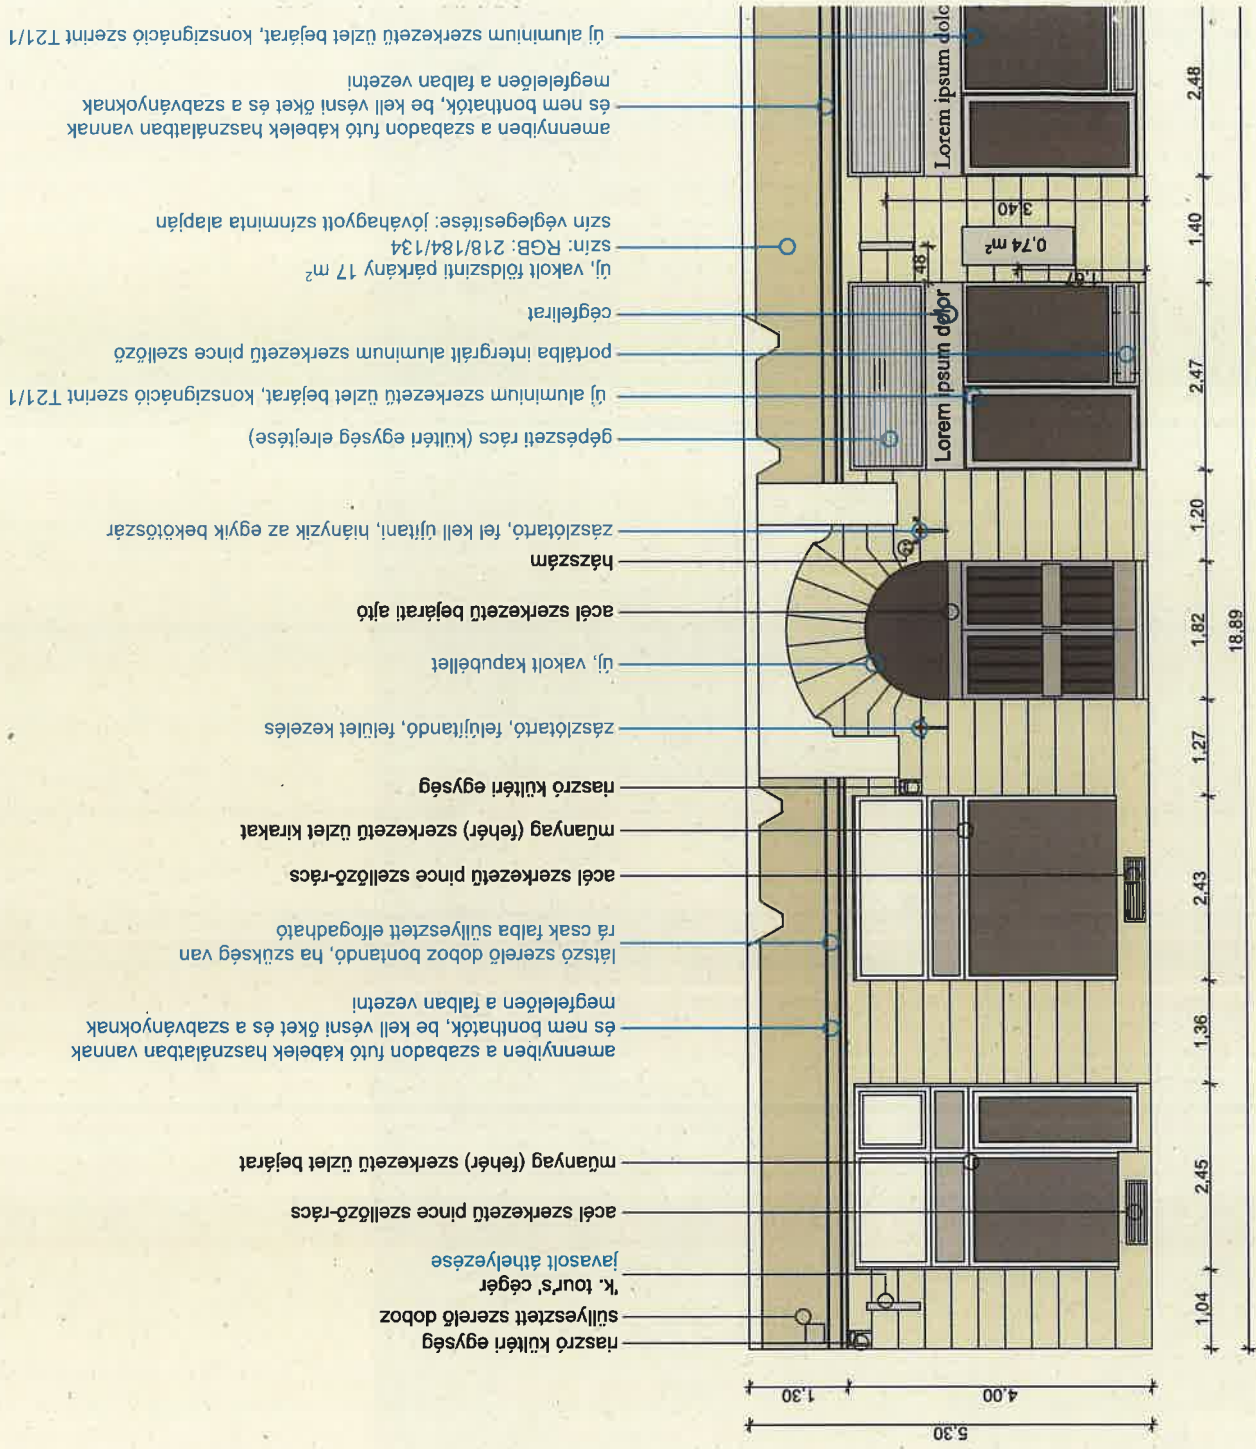 5,30
4,00
1,30
riaszró kültéri egység
süllyesztett szerelő doboz
'k. tour's' cégér
javasolt áthelyezése
acél szerkezetű pince szellőző-rács
műanyag (fehér) szerkezetű üzlet bejárat
amennyiben a szabadon futó kábelek használatban vannak
és nem bonthatók, be kell vésni őket és a szabványoknak
megfelelően a falban vezetni
látszó szerelő doboz bontandó, ha szükség van
rá csak falba süllyesztett elfogadható
acél szerkezetű pince szellőző-rács
műanyag (fehér) szerkezetű üzlet kirakat
riaszró kültéri egység
zászlótartó, felújítandó, felület kezelés
új, vakolt kapubéllet
acél szerkezetű bejárati ajtó
házszám
zászlótartó, fel kell újítani, hiányzik az egyik bekötőszár
gépészeti rács (kültéri egység elrejtése)
új aluminium szerkezetű üzlet bejárat, konszignáció szerint T21/1
portálba intergrált aluminum szerkezetű pince szellőző
cégfelirat
új, vakolt földszinti párkány 17 m²
szín: RGB: 218/184/134
szín véglegesítése: jóváhagyott színminta alapján
amennyiben a szabadon futó kábelek használatban vannak
és nem bonthatók, be kell vésni őket és a szabványoknak
megfelelően a falban vezetni
új aluminium szerkezetű üzlet bejárat, konszignáció szerint T21/1
1,04
2,45
1,36
2,43
1,27
1,82
1,20
2,47
1,40
2,48
18,89
Lorem ipsum dolor
1,67
48
0,74 m²
3,40
Lorem ipsum dolc